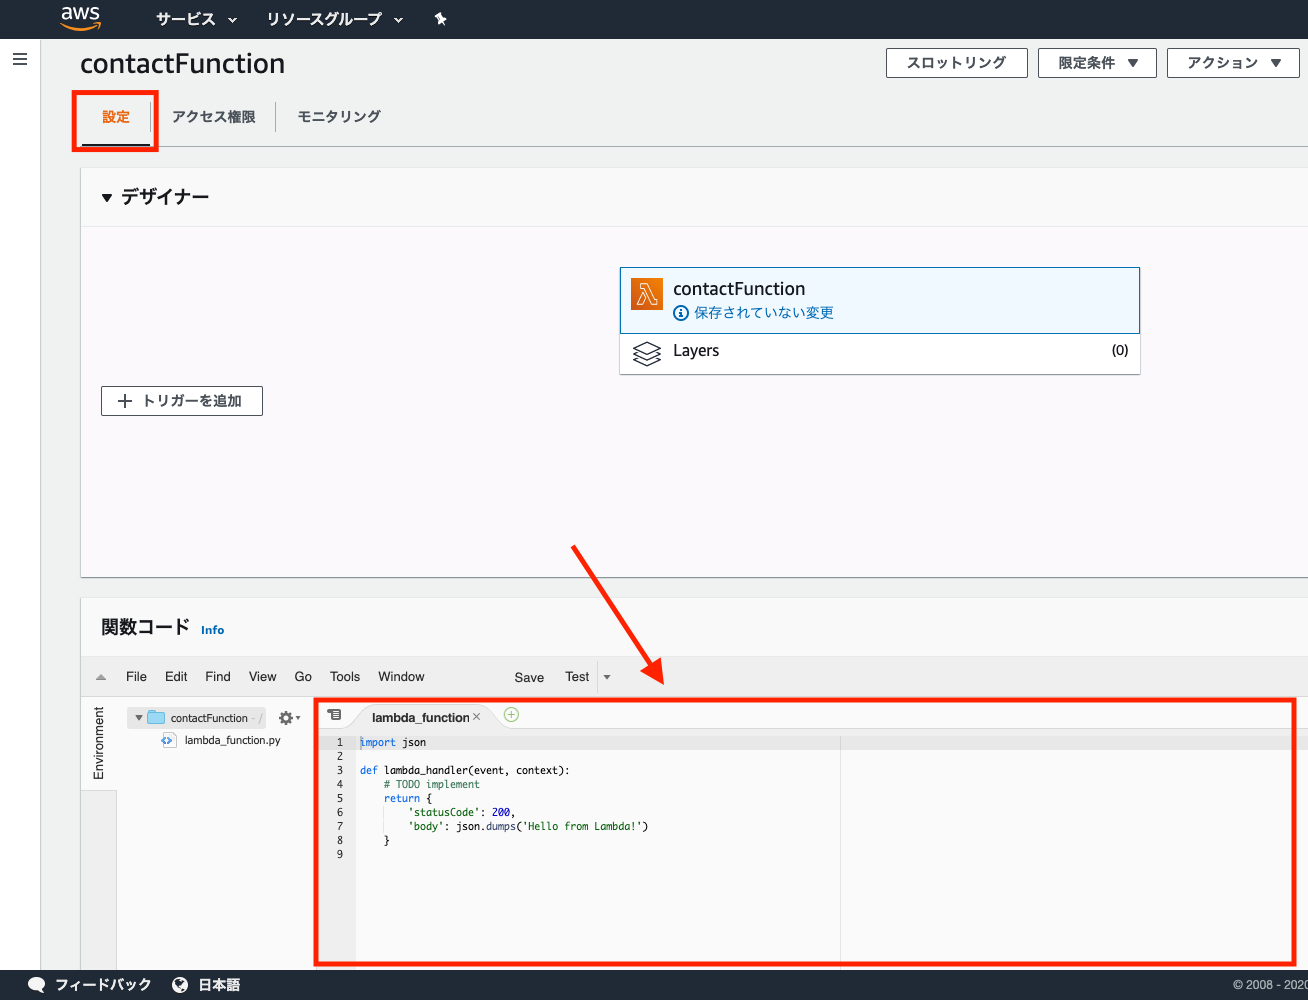 aws サービス リソースグループ
contactFunction スロットリング 限定条件 ▼ アクション ▼
設定 アクセス権限 モニタリング
▼ デザイナー
contactFunction
保存されていない変更
Layers (0)
+ トリガーを追加
関数コード Info
File Edit Find View Go Tools Window Save Test
Environment
contactFunction - /
lambda_function.py
lambda_function ×
1 import json
2
3 def lambda_handler(event, context):
4     # TODO implement
5     return {
6         'statusCode': 200,
7         'body': json.dumps('Hello from Lambda!')
8     }
9
フィードバック 日本語 © 2008 - 2020